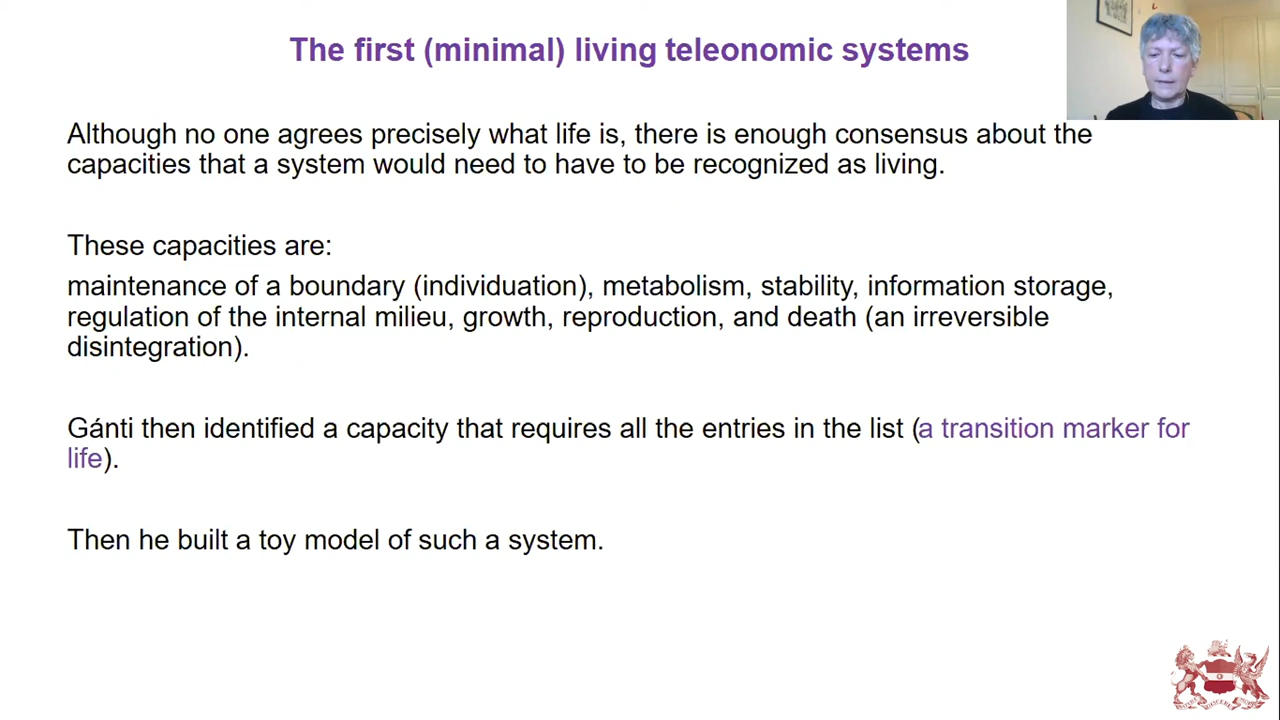 The first (minimal) living teleonomic systems
Although no one agrees precisely what life is, there is enough consensus about the
capacities that a system would need to have to be recognized as living.
These capacities are:
maintenance of a boundary (individuation), metabolism, stability, information storage,
regulation of the internal milieu, growth, reproduction, and death (an irreversible
disintegration).
Gánti then identified a capacity that requires all the entries in the list (a transition marker for
life).
Then he built a toy model of such a system.